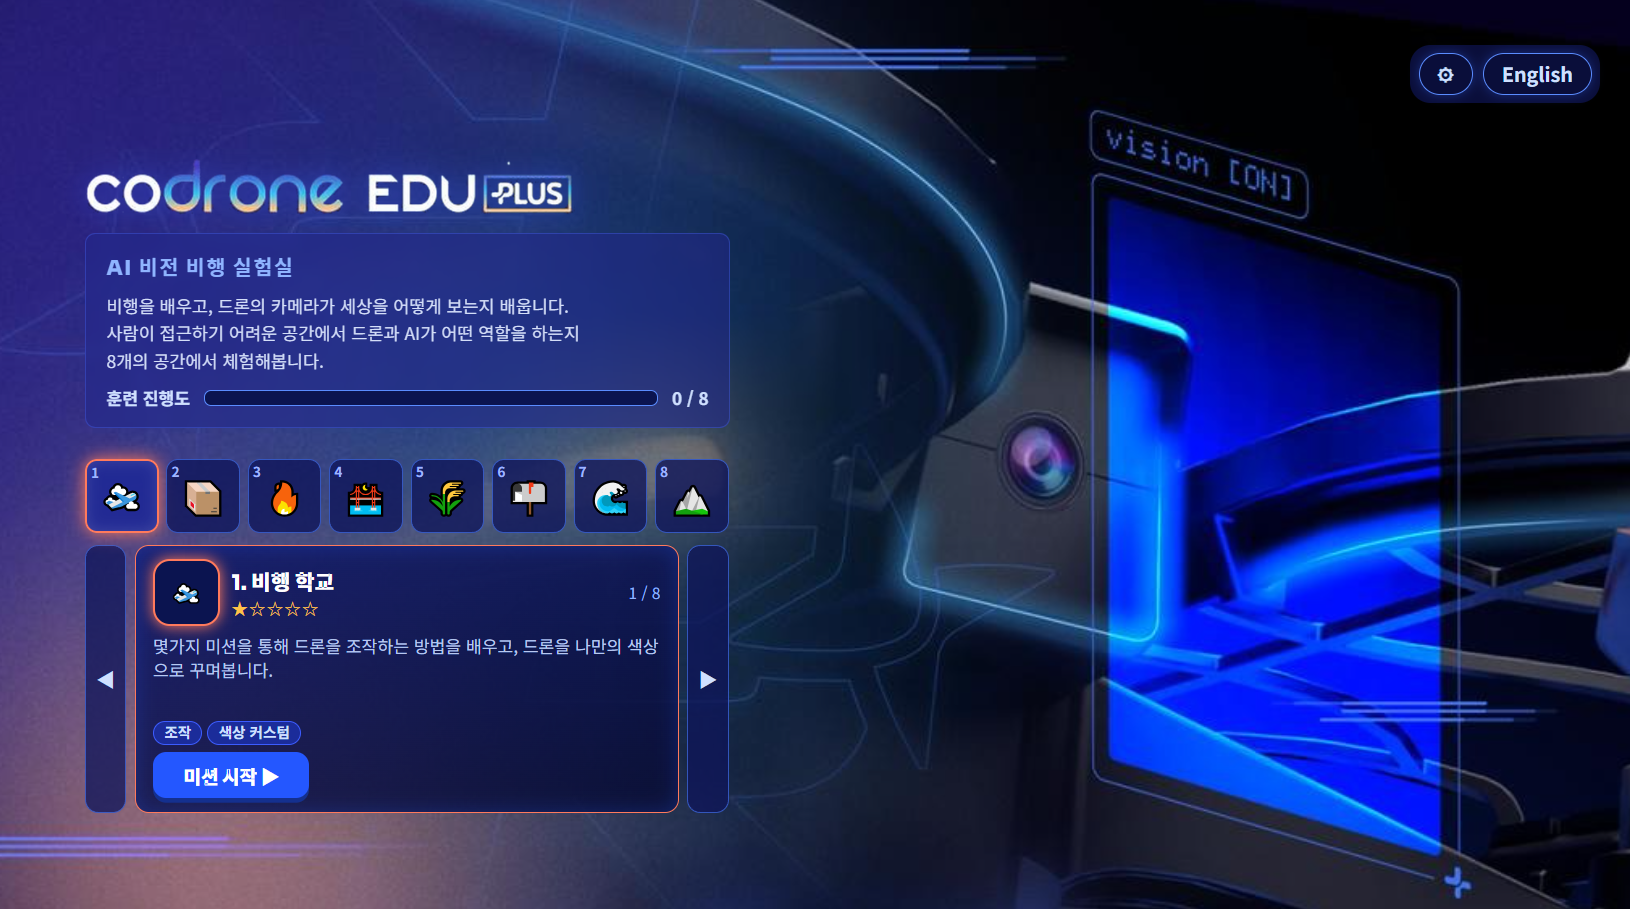 English
vision [ON]
codrone EDU PLUS
AI 비전 비행 실험실
비행을 배우고, 드론의 카메라가 세상을 어떻게 보는지 배웁니다.
사람이 접근하기 어려운 공간에서 드론과 AI가 어떤 역할을 하는지
8개의 공간에서 체험해봅니다.
훈련 진행도 0 / 8
1 2 3 4 5 6 7 8
1. 비행 학교
★☆☆☆☆
1 / 8
몇가지 미션을 통해 드론을 조작하는 방법을 배우고, 드론을 나만의 색상
으로 꾸며봅니다.
◀ ▶
조작 색상 커스텀
미션 시작 ▶